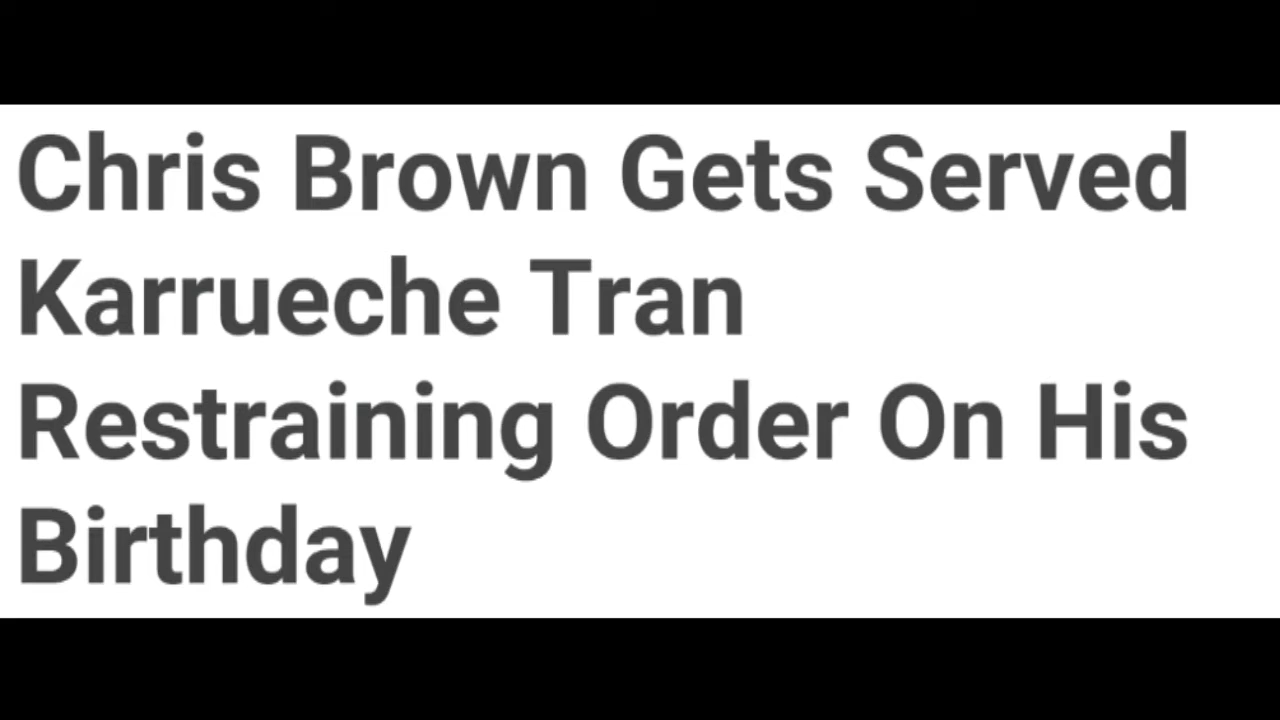 Chris Brown Gets Served
Karrueche Tran
Restraining Order On His
Birthday